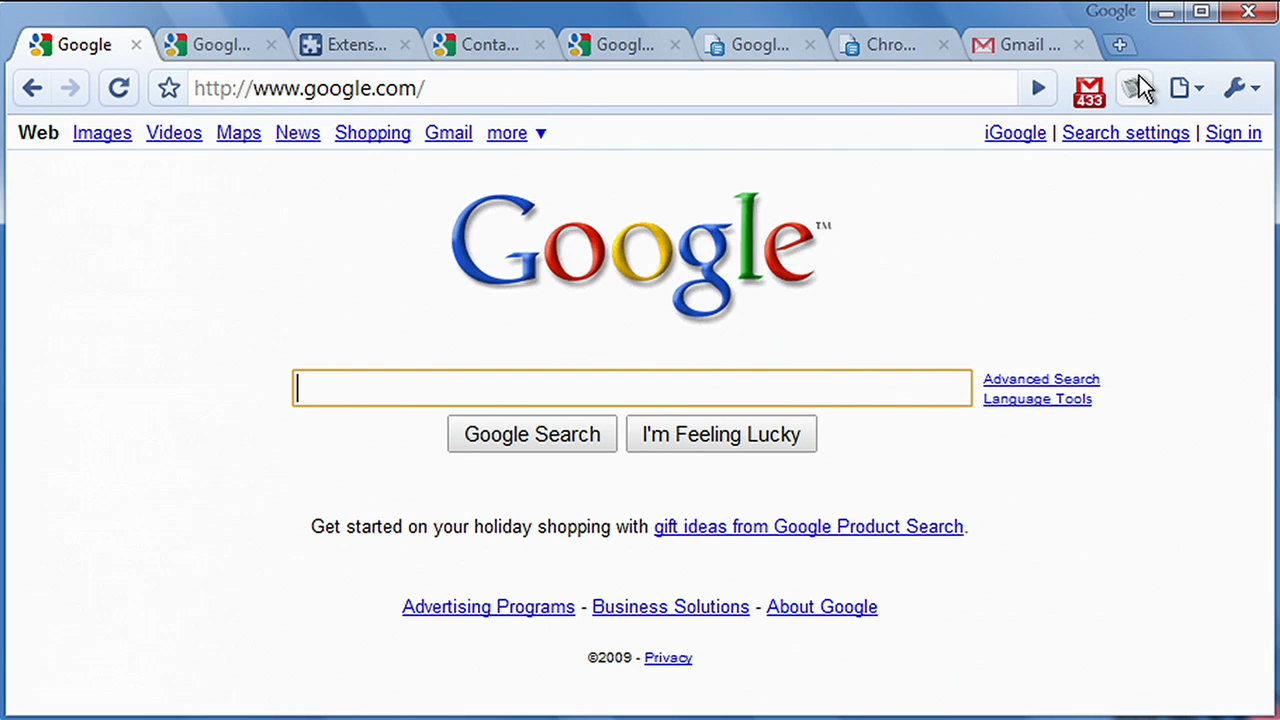 Google
Google Googl... Extens... Conta... Googl... Googl... Chro... Gmail ...
http://www.google.com/ 433
Web Images Videos Maps News Shopping Gmail more ▼ iGoogle | Search settings | Sign in
Google™
Advanced Search
Language Tools
Google Search I'm Feeling Lucky
Get started on your holiday shopping with gift ideas from Google Product Search.
Advertising Programs - Business Solutions - About Google
©2009 - Privacy